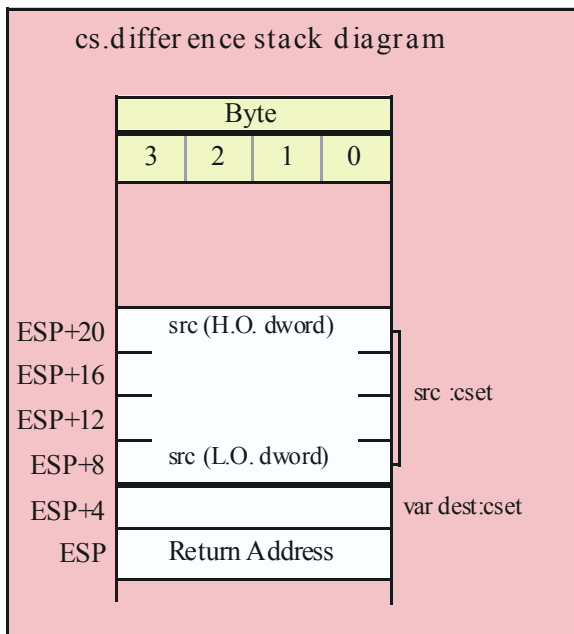 cs.difference stack diagram
Byte
3 2 1 0
ESP+20 src (H.O. dword)
ESP+16
src :cset
ESP+12
ESP+8 src (L.O. dword)
ESP+4 var dest:cset
ESP Return Address